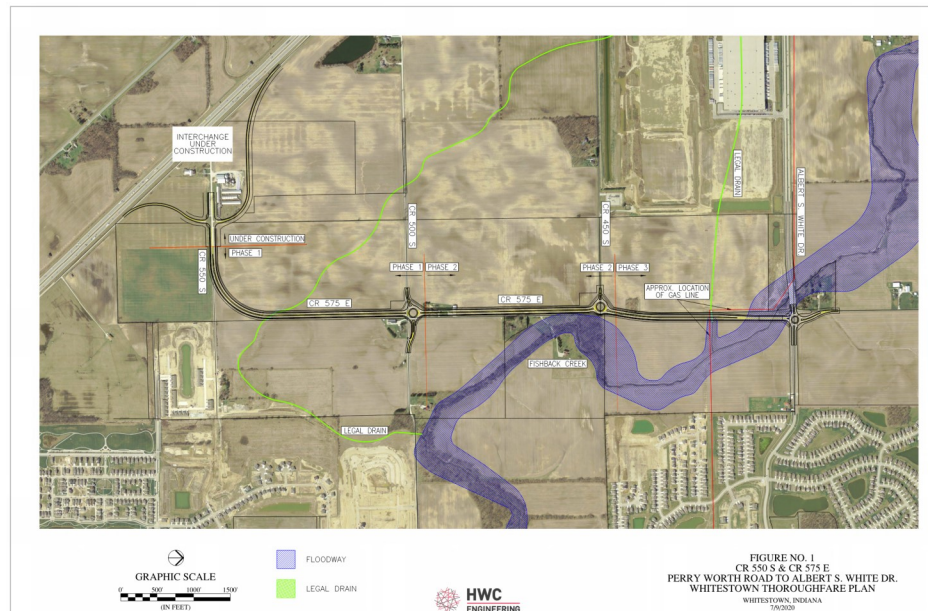 INTERCHANGE
UNDER
CONSTRUCTION
UNDER CONSTRUCTION
PHASE 1
CR 550 S
CR 500 S
PHASE 1
PHASE 2
CR 575 E
CR 575 E
CR 450 S
PHASE 2
PHASE 3
LEGAL DRAIN
ALBERT S. WHITE DR.
APPROX. LOCATION
OF GAS LINE
FISHBACK CREEK
LEGAL DRAIN
GRAPHIC SCALE
0' 500' 1000' 1500'
(IN FEET)
FLOODWAY
LEGAL DRAIN
HWC
ENGINEERING
FIGURE NO. 1
CR 550 S & CR 575 E
PERRY WORTH ROAD TO ALBERT S. WHITE DR.
WHITESTOWN THOROUGHFARE PLAN
WHITESTOWN, INDIANA
7/9/2020